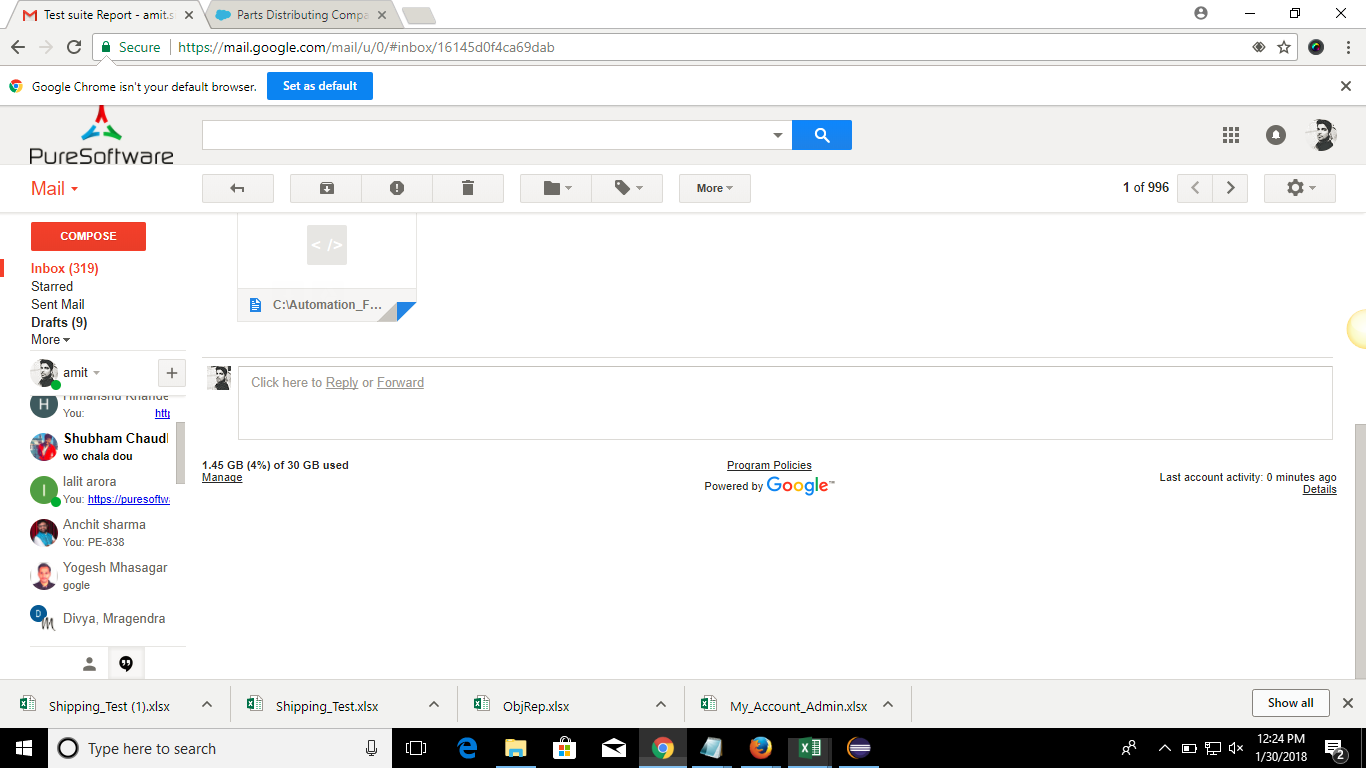 Test suite Report - amit.s
Parts Distributing Compa
Secure
https://mail.google.com/mail/u/0/#inbox/16145d0f4ca69dab
Google Chrome isn't your default browser.
Set as default
PureSoftware
Mail
More
1 of 996
COMPOSE
Inbox (319)
Starred
Sent Mail
Drafts (9)
More
</>
C:\Automation_F...
amit
+
Click here to Reply or Forward
H
Himanshu Khande
You: htt
Shubham Chaudl
wo chala dou
l
lalit arora
You: https://puresoftwa
Anchit sharma
You: PE-838
Yogesh Mhasagar
gogle
D
M
Divya, Mragendra
1.45 GB (4%) of 30 GB used
Manage
Program Policies
Powered by Google™
Last account activity: 0 minutes ago
Details
Shipping_Test (1).xlsx
Shipping_Test.xlsx
ObjRep.xlsx
My_Account_Admin.xlsx
Show all
Type here to search
12:24 PM
1/30/2018
2